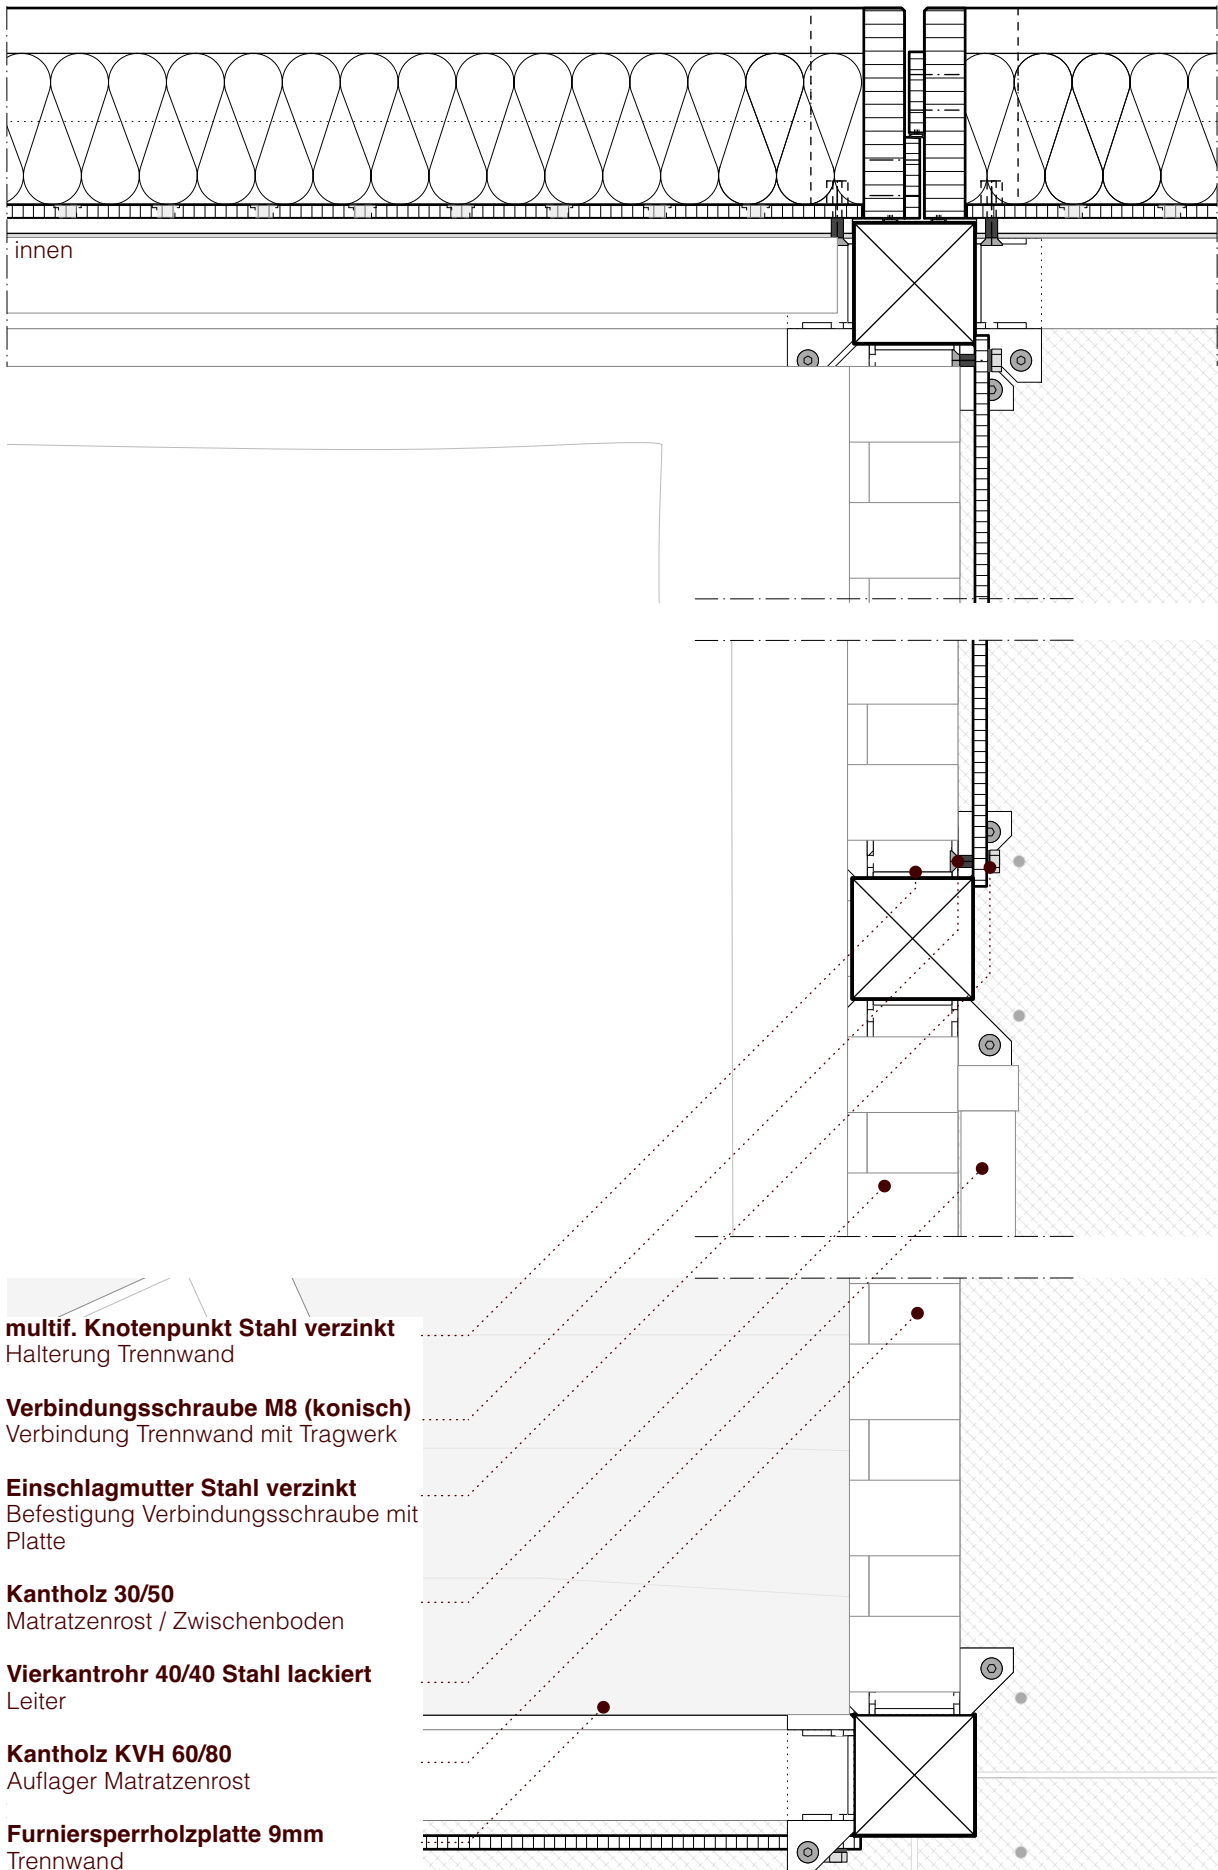 innen
multif. Knotenpunkt Stahl verzinkt
Halterung Trennwand
Verbindungsschraube M8 (konisch)
Verbindung Trennwand mit Tragwerk
Einschlagmutter Stahl verzinkt
Befestigung Verbindungsschraube mit
Platte
Kantholz 30/50
Matratzenrost / Zwischenboden
Vierkantrohr 40/40 Stahl lackiert
Leiter
Kantholz KVH 60/80
Auflager Matratzenrost
Furniersperrholzplatte 9mm
Trennwand